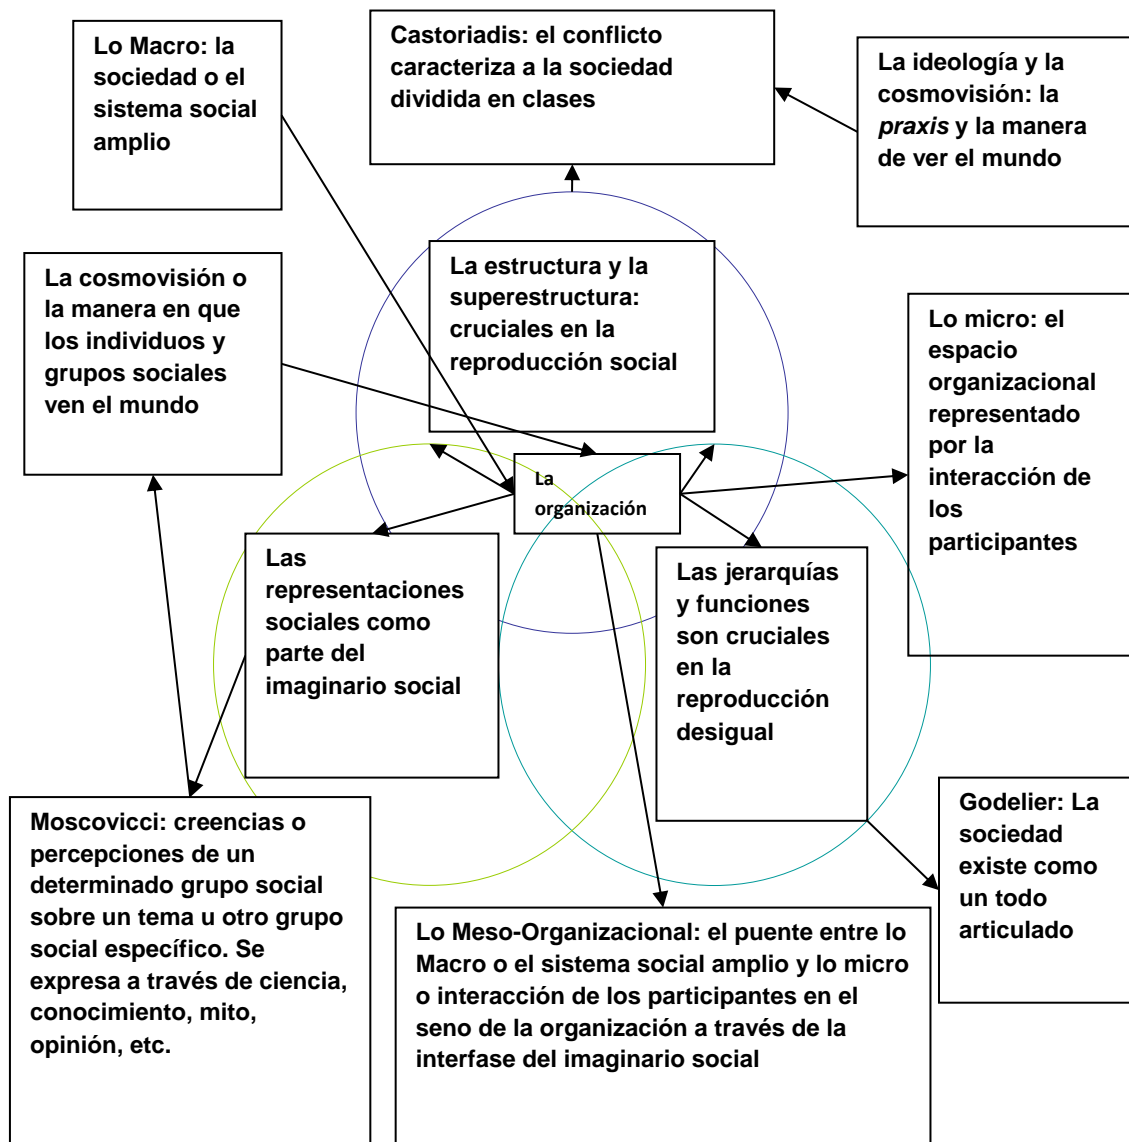 Lo Macro: la
sociedad o el
sistema social
amplio
Castoriadis: el conflicto
caracteriza a la sociedad
dividida en clases
La ideología y la
cosmovisión: la
praxis y la manera
de ver el mundo
La cosmovisión o
la manera en que
los individuos y
grupos sociales
ven el mundo
La estructura y la
superestructura:
cruciales en la
reproducción social
Lo micro: el
espacio
organizacional
representado
por la
interacción de
los
participantes
La
organización
Las
representaciones
sociales como
parte del
imaginario social
Las jerarquías
y funciones
son cruciales
en la
reproducción
desigual
Moscovicci: creencias o
percepciones de un
determinado grupo social
sobre un tema u otro grupo
social específico. Se
expresa a través de ciencia,
conocimiento, mito,
opinión, etc.
Lo Meso-Organizacional: el puente entre lo
Macro o el sistema social amplio y lo micro
o interacción de los participantes en el
seno de la organización a través de la
interfase del imaginario social
Godelier: La
sociedad
existe como
un todo
articulado